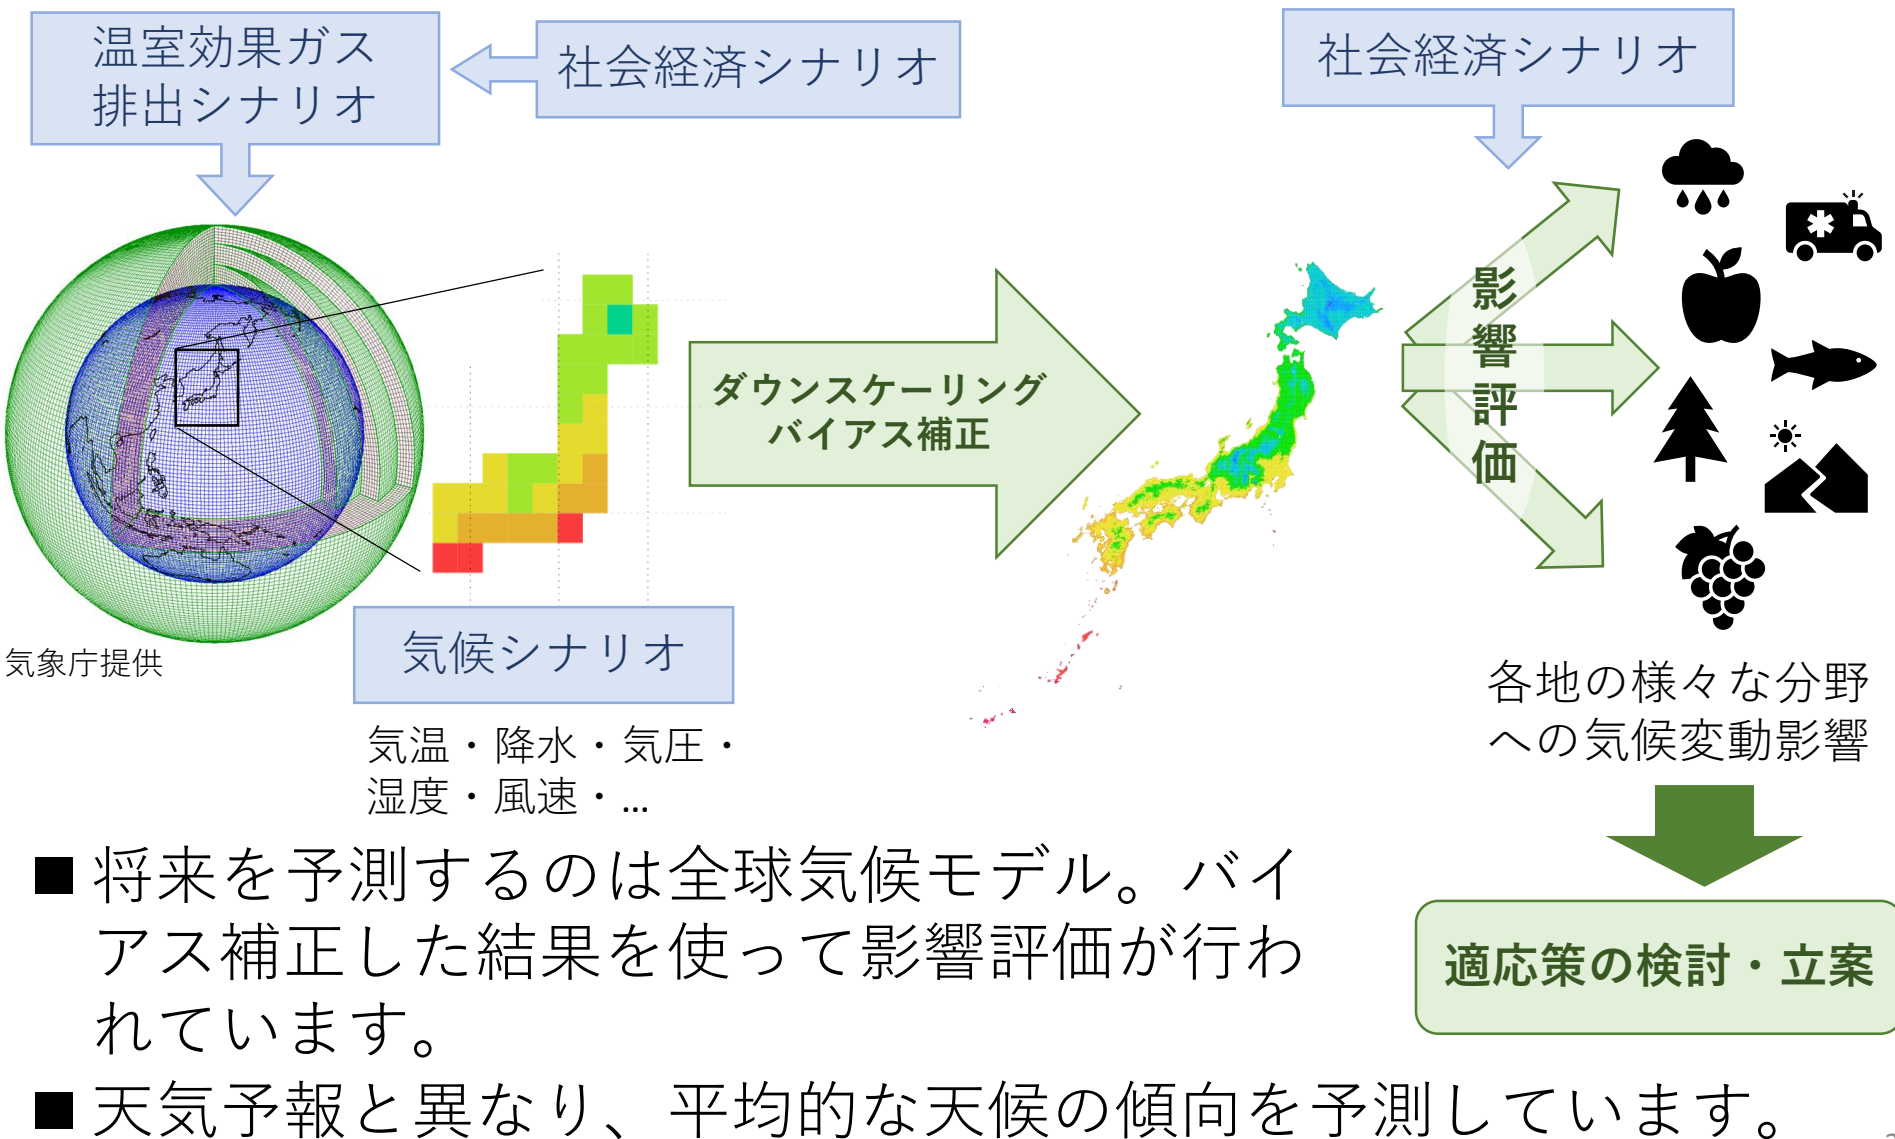 温室効果ガス
排出シナリオ
社会経済シナリオ
社会経済シナリオ
ダウンスケーリング
バイアス補正
影
響
評
価
気象庁提供
気候シナリオ
気温・降水・気圧・
湿度・風速・...
各地の様々な分野
への気候変動影響
適応策の検討・立案
■ 将来を予測するのは全球気候モデル。バイ
アス補正した結果を使って影響評価が行わ
れています。
■ 天気予報と異なり、平均的な天候の傾向を予測しています。